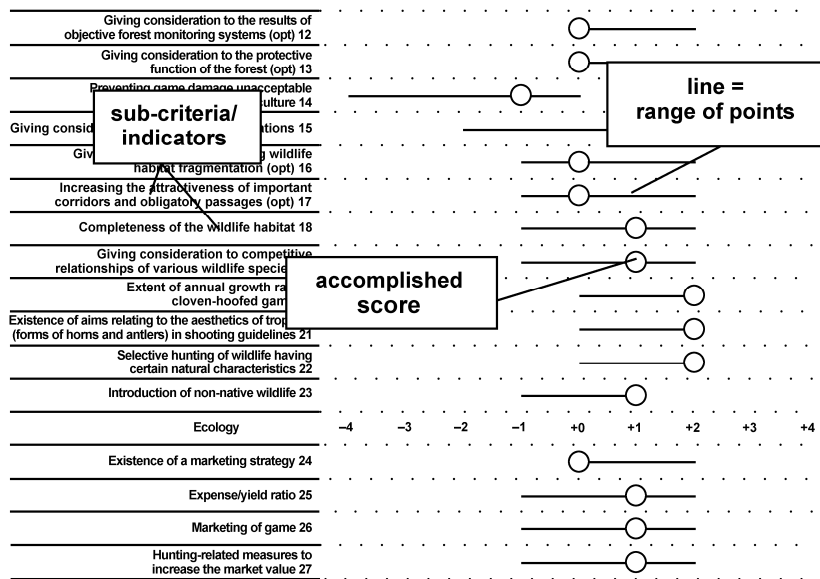 Giving consideration to the results of
objective forest monitoring systems (opt) 12
Giving consideration to the protective
function of the forest (opt) 13
Preventing game damage unacceptable
culture 14
line =
range of points
sub-criteria/
indicators
Giving 15
wildlife
habitat fragmentation (opt) 16
Increasing the attractiveness of important
corridors and obligatory passages (opt) 17
Completeness of the wildlife habitat 18
Giving consideration to competitive
relationships of various wildlife
accomplished
score
Extent of annual growth
cloven-hoofed
Existence of aims relating to the aesthetics of
(forms of horns and antlers) in shooting guidelines 21
Selective hunting of wildlife having
certain natural characteristics 22
Introduction of non-native wildlife 23
Ecology –4 –3 –2 –1 +0 +1 +2 +3 +4
Existence of a marketing strategy 24
Expense/yield ratio 25
Marketing of game 26
Hunting-related measures to
increase the market value 27